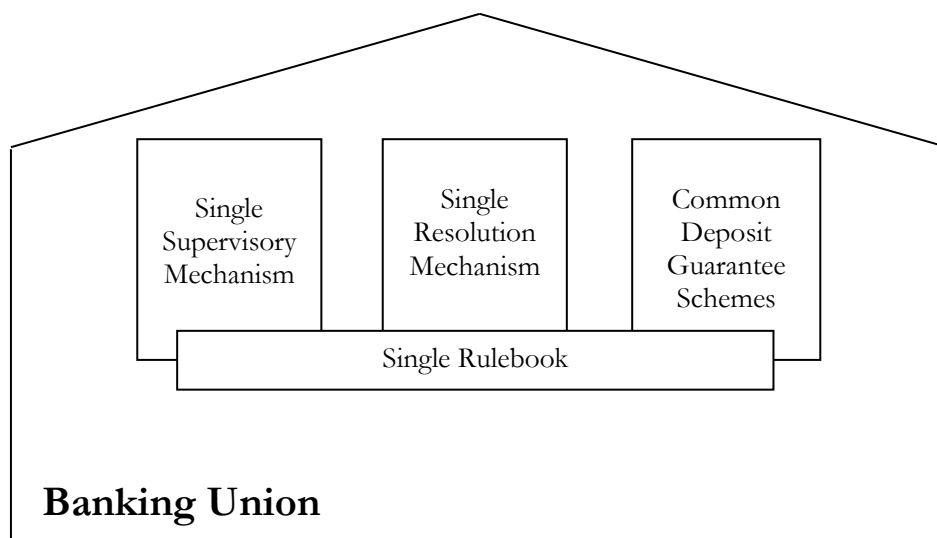 Single
Supervisory
Mechanism
Single
Resolution
Mechanism
Common
Deposit
Guarantee
Schemes
Single Rulebook
Banking Union